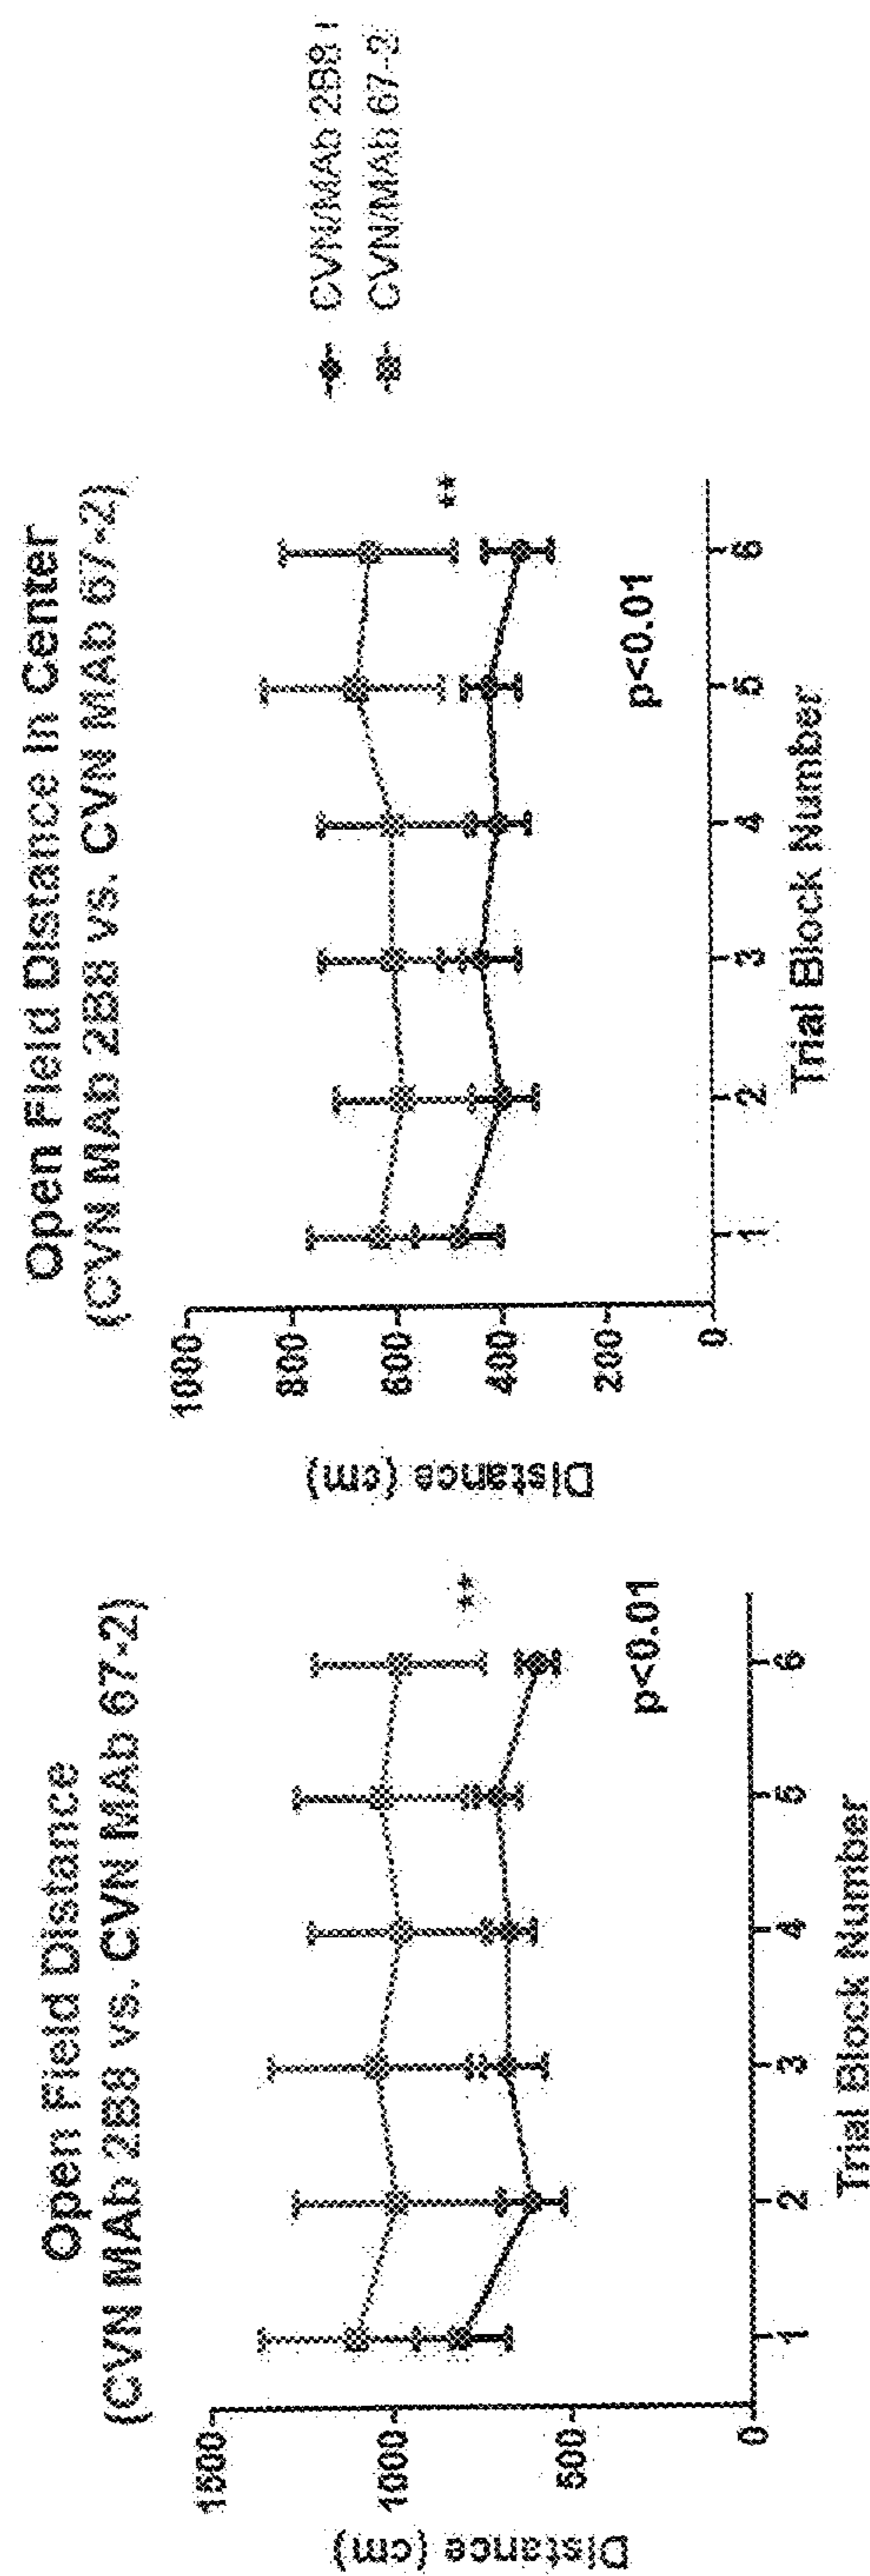 Open Field Distance
(CVN MAb 2B8 vs. CVN MAb 67-2)
Distance (cm)
1500
1000
500
0
**
p<0.01
1 2 3 4 5 6
Trial Block Number
Open Field Distance in Center
(CVN MAb 2B8 vs. CVN MAb 67-2)
Distance (cm)
1000
800
600
400
200
0
**
p<0.01
1 2 3 4 5 6
Trial Block Number
CVN/MAb 2B8
CVN/MAb 67-2